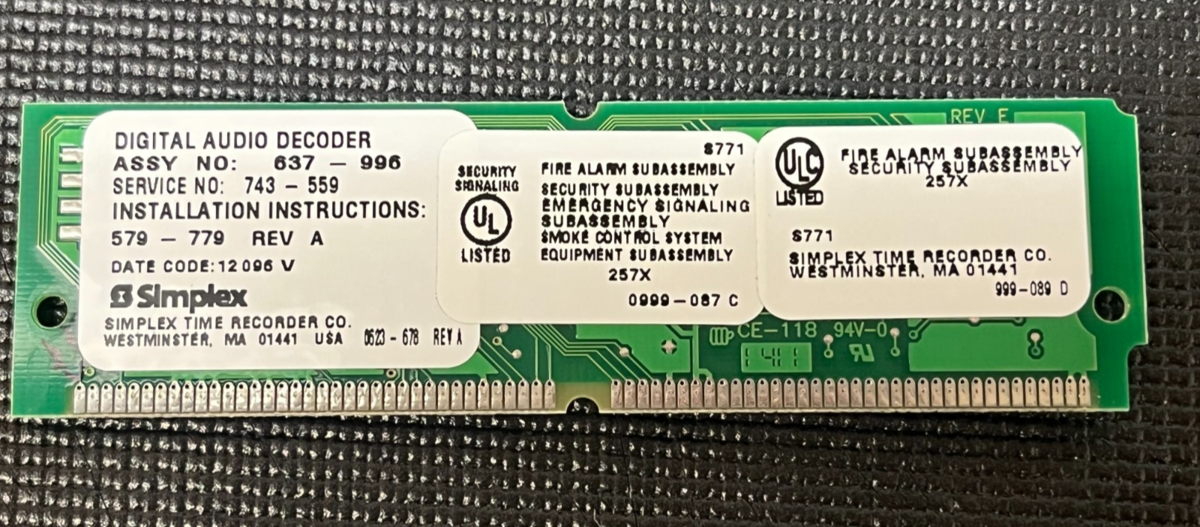 DIGITAL AUDIO DECODER
ASSY NO: 637 - 996
SERVICE NO: 743 - 559
INSTALLATION INSTRUCTIONS:
579 - 779 REV A
DATE CODE: 12096 V
Simplex
SIMPLEX TIME RECORDER CO.
WESTMINSTER, MA 01441 USA 0623 - 678 REV A
S771
SECURITY
SIGNALING
UL
LISTED
FIRE ALARM SUBASSEMBLY
SECURITY SUBASSEMBLY
EMERGENCY SIGNALING
SUBASSEMBLY
SMOKE CONTROL SYSTEM
EQUIPMENT SUBASSEMBLY
257X
0999-087 C
REV E
ULC
LISTED
FIRE ALARM SUBASSEMBLY
SECURITY SUBASSEMBLY
257X
S771
SIMPLEX TIME RECORDER CO.
WESTMINSTER, MA 01441
999-089 D
CE-118 94V-0